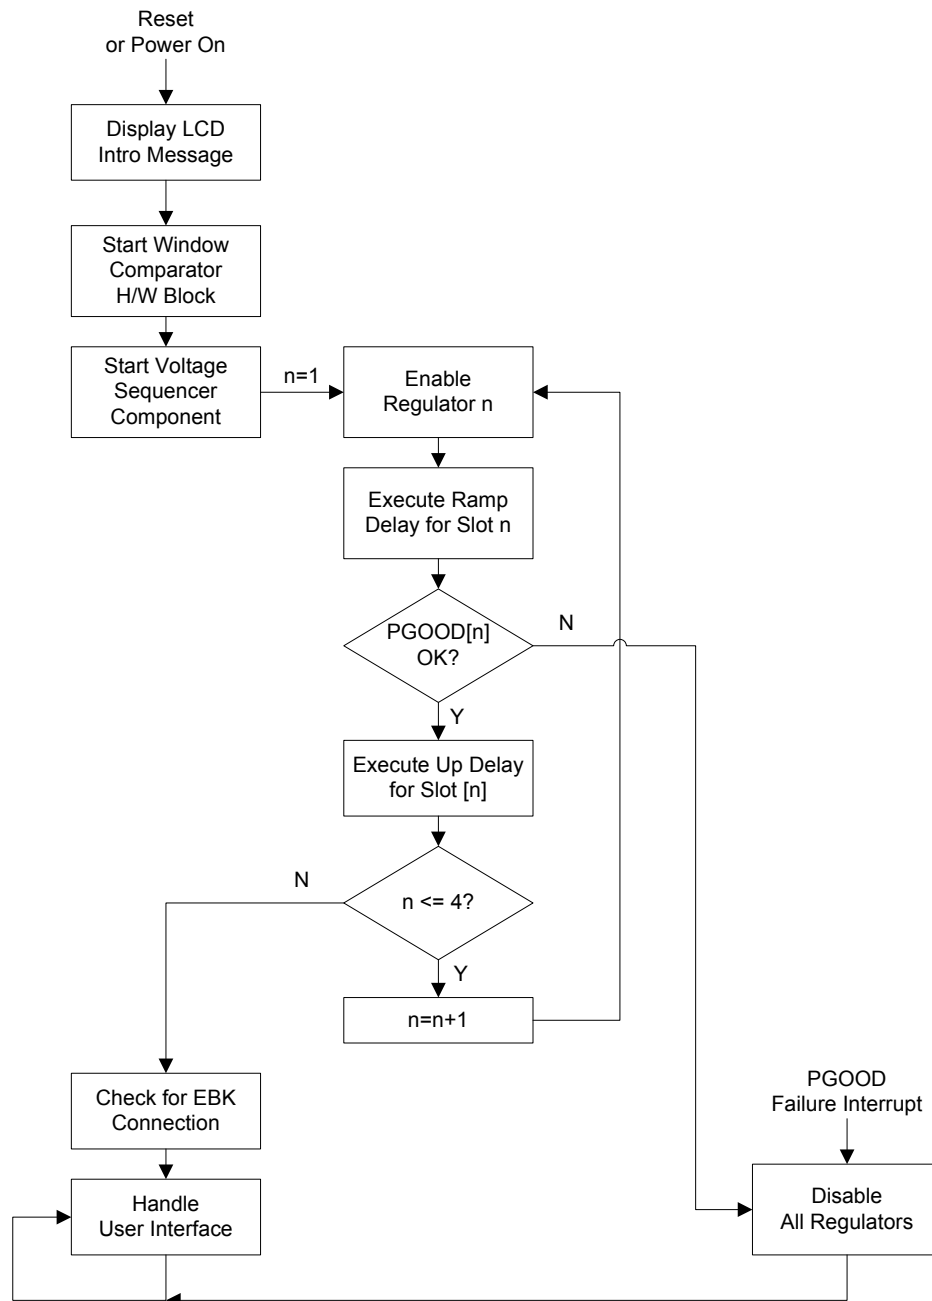 Reset
or Power On
Display LCD
Intro Message
Start Window
Comparator
H/W Block
Start Voltage
Sequencer
Component
n=1
Enable
Regulator n
Execute Ramp
Delay for Slot n
PGOOD[n]
OK?
N
Y
Execute Up Delay
for Slot [n]
n <= 4?
N
Y
n=n+1
Check for EBK
Connection
Handle
User Interface
PGOOD
Failure Interrupt
Disable
All Regulators